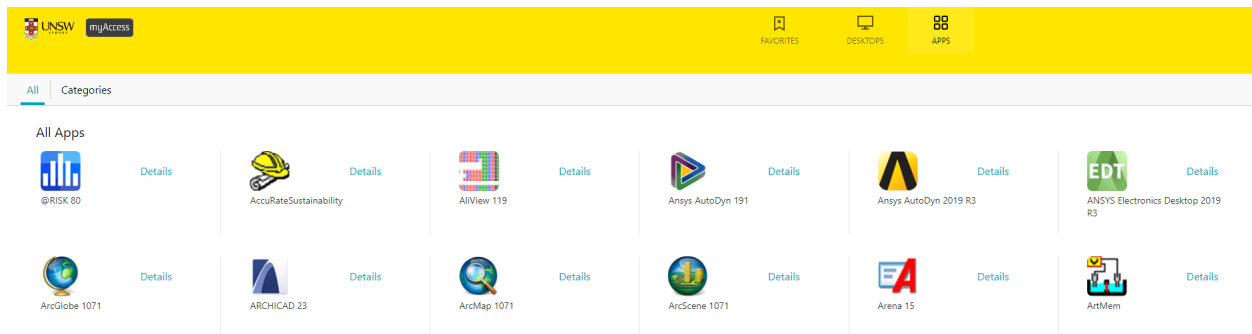 UNSW
SYDNEY
myAccess
FAVORITES
DESKTOPS
APPS
All
Categories
All Apps
Details
@RISK 80
Details
AccuRateSustainability
Details
AliView 119
Details
Ansys AutoDyn 191
Details
Ansys AutoDyn 2019 R3
EDT
Details
ANSYS Electronics Desktop 2019
R3
Details
ArcGlobe 1071
Details
ARCHICAD 23
Details
ArcMap 1071
Details
ArcScene 1071
Details
Arena 15
Details
ArtMem